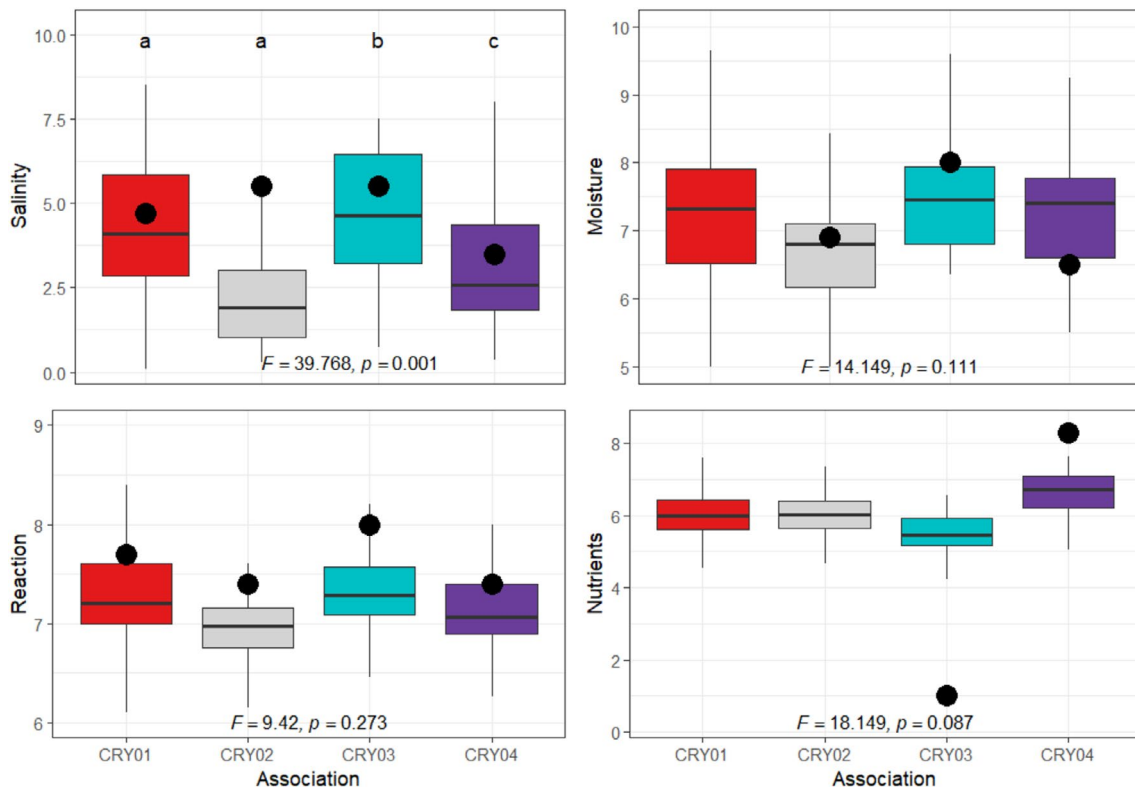 10.0
7.5
5.0
2.5
0.0
Salinity
a a b c
F = 39.768, p = 0.001
10
9
8
7
6
5
Moisture
F = 14.149, p = 0.111
9
8
7
6
Reaction
F = 9.42, p = 0.273
CRY01 CRY02 CRY03 CRY04
Association
8
6
4
2
0
Nutrients
F = 18.149, p = 0.087
CRY01 CRY02 CRY03 CRY04
Association